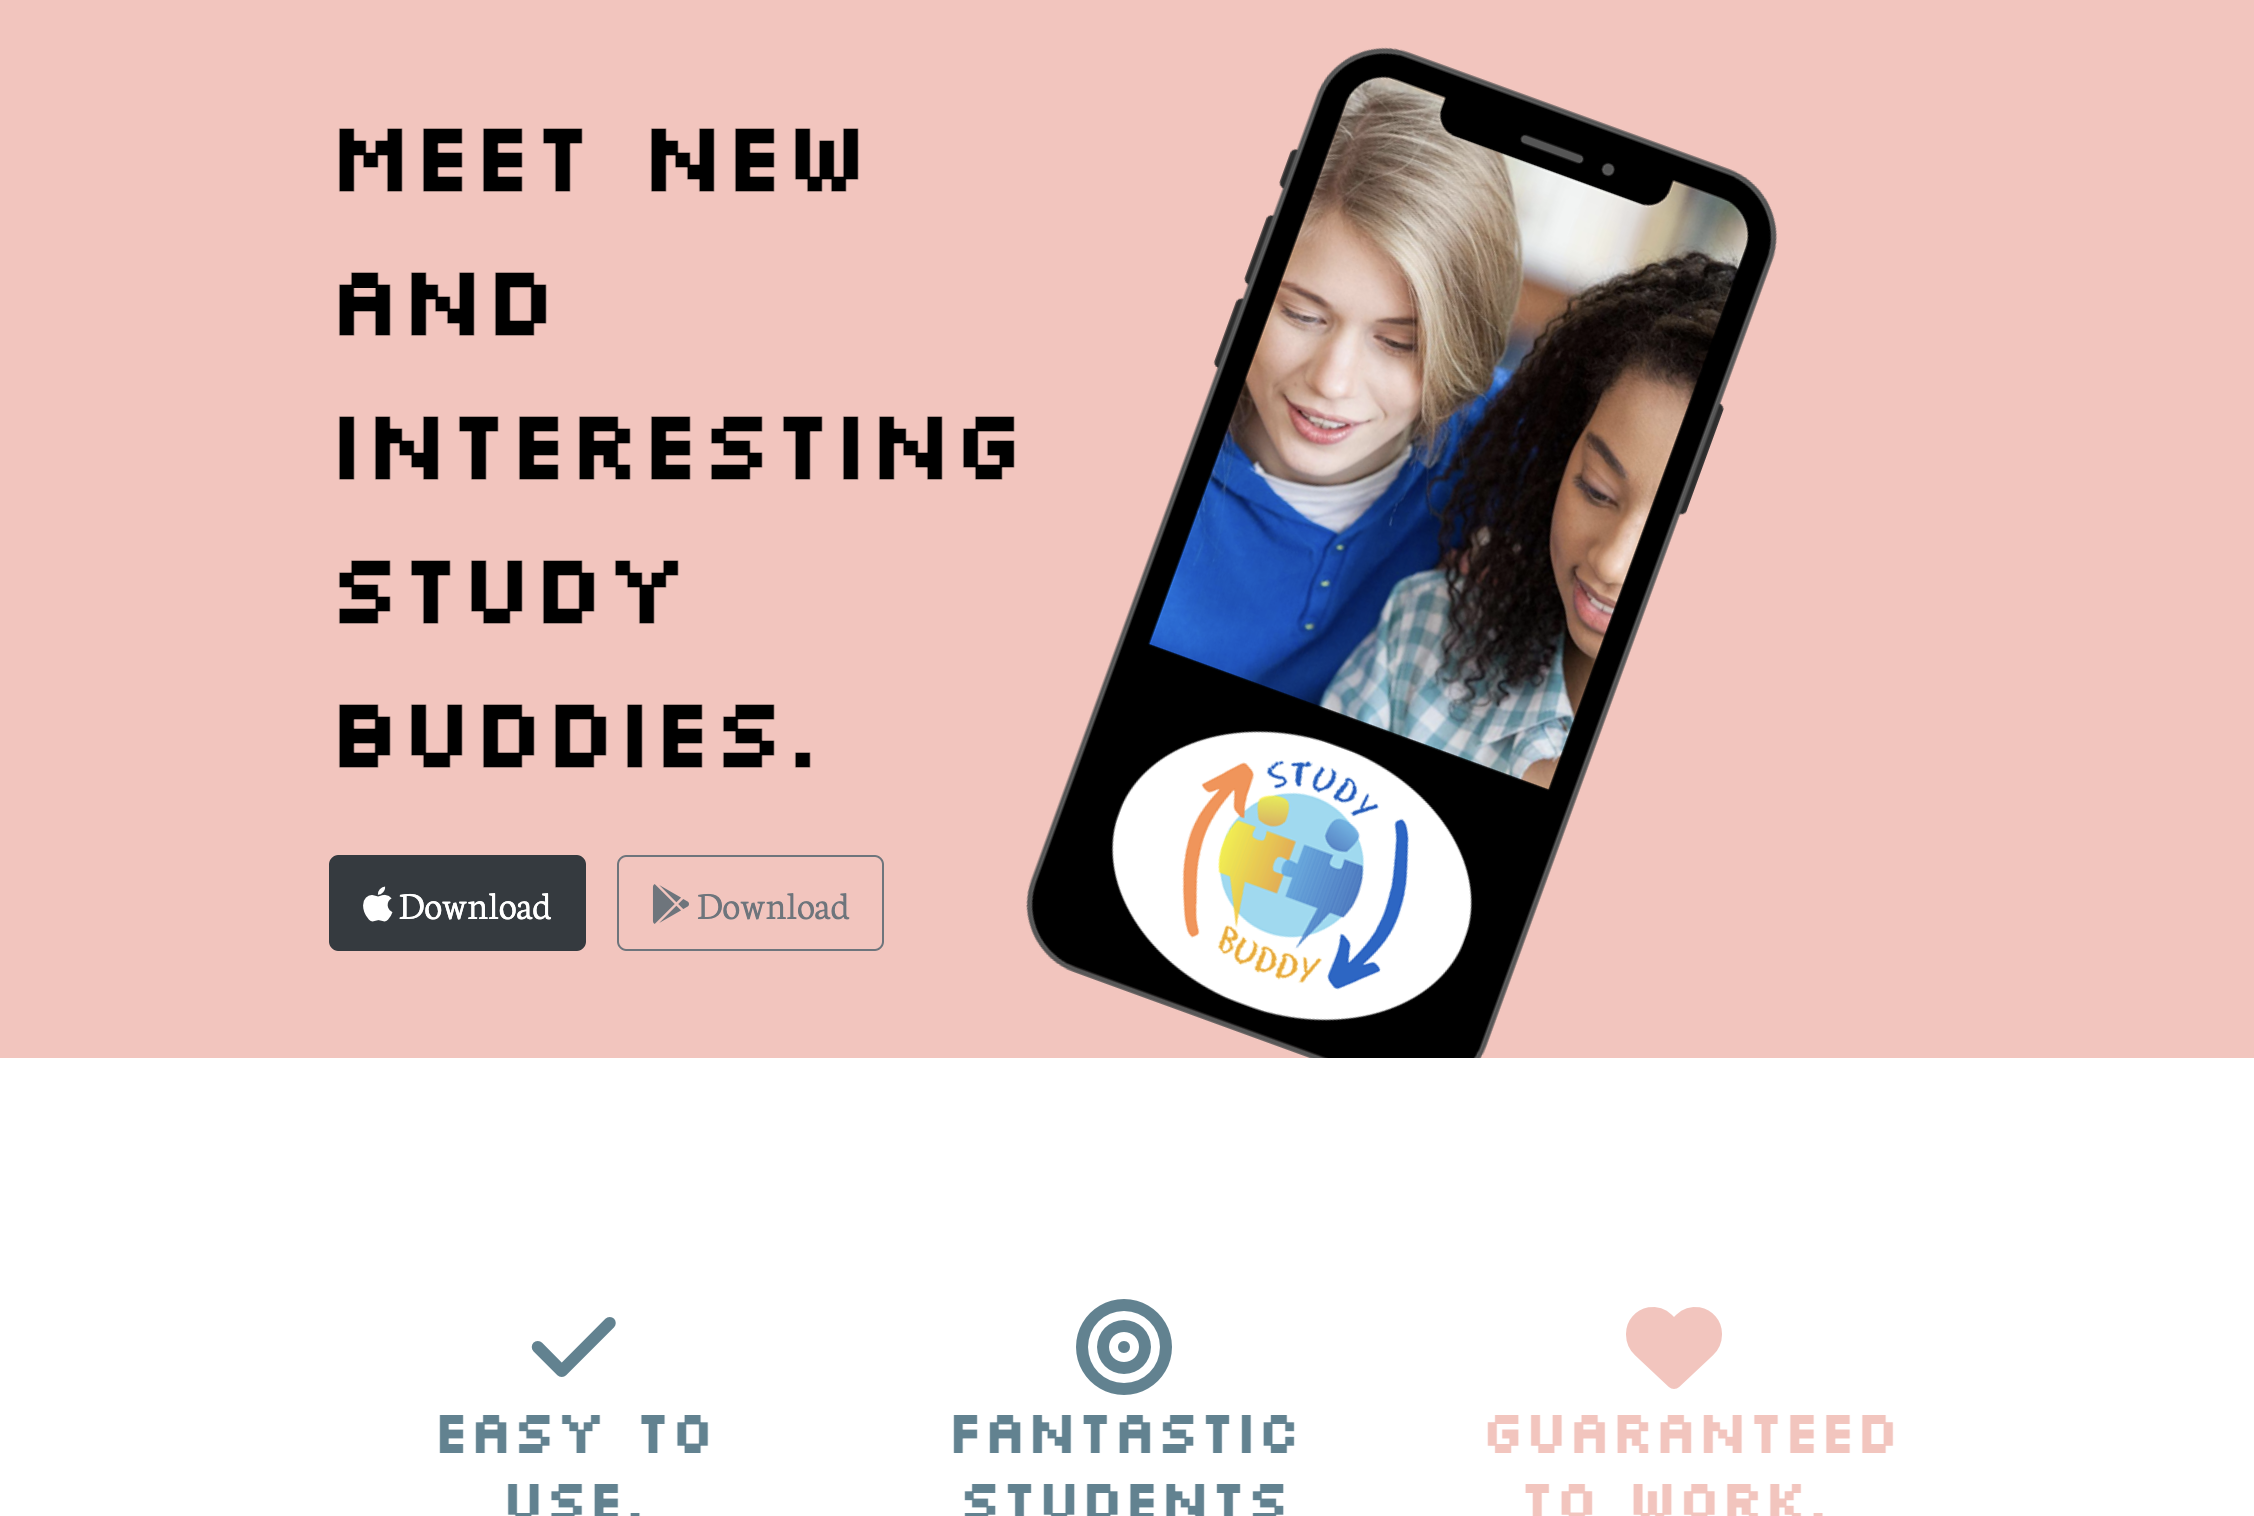 MEET NEW
AND
INTERESTING
STUDY
BUDDIES.
Download
Download
STUDY
BUDDY
EASY TO
USE.
FANTASTIC
STUDENTS
GUARANTEED
TO WORK.